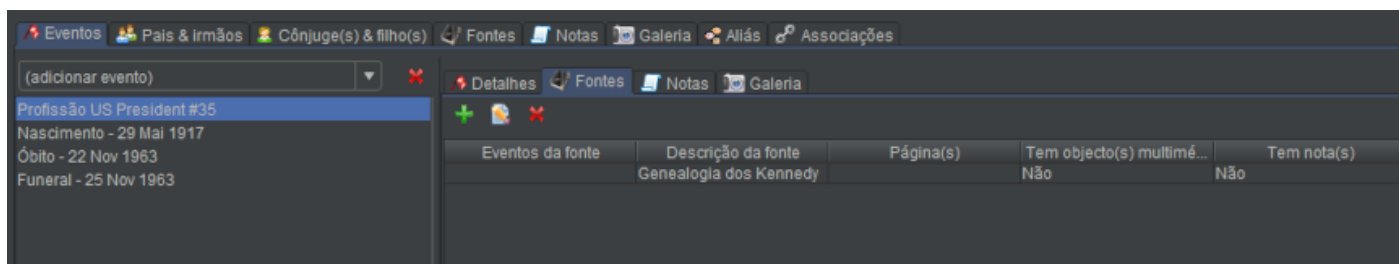 Eventos Pais & irmãos Cônjuge(s) & filho(s) Fontes Notas Galeria Aliás Associações
(adicionar evento)
Detalhes Fontes Notas Galeria
Profissão US President #35
Nascimento - 29 Mai 1917
Óbito - 22 Nov 1963
Funeral - 25 Nov 1963
Eventos da fonte Descrição da fonte Página(s) Tem objecto(s) multimé... Tem nota(s)
Genealogia dos Kennedy Não Não